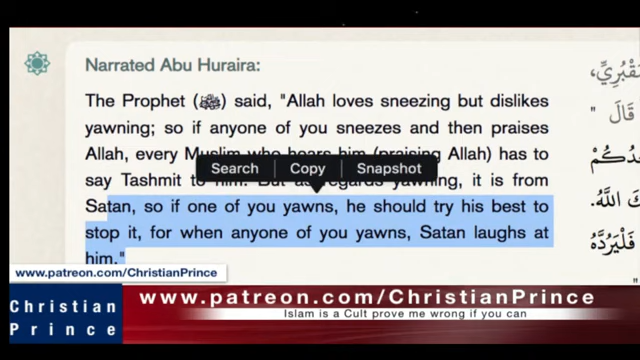 Narrated Abu Huraira:
The Prophet (ﷺ) said, "Allah loves sneezing but dislikes
yawning; so if anyone of you sneezes and then praises
Allah, every Muslim who hears him (praising Allah) has to
say Tashmit to him. But as regards yawning, it is from
Search Copy Snapshot
Satan, so if one of you yawns, he should try his best to
stop it, for when anyone of you yawns, Satan laughs at
him."
قَالَ "
اللَّهُ.
فَلْيَرُدَّهُ
www.patreon.com/ChristianPrince
Christian
Prince
www.patreon.com/ChristianPrince
Islam is a Cult prove me wrong if you can